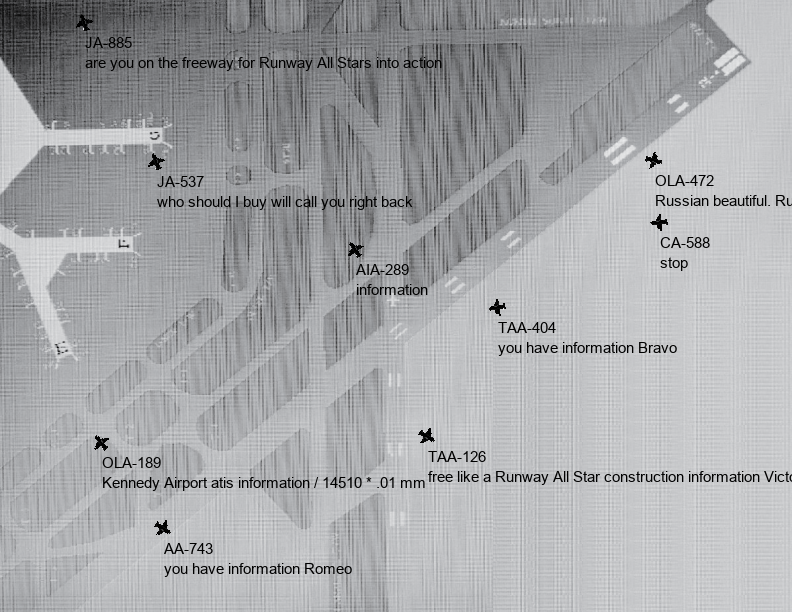 JA-885
are you on the freeway for Runway All Stars into action
JA-537
who should I buy will call you right back
OLA-472
Russian beautiful. Ru
CA-588
stop
AIA-289
information
TAA-404
you have information Bravo
TAA-126
free like a Runway All Star construction information Victo
OLA-189
Kennedy Airport atis information / 14510 * .01 mm
AA-743
you have information Romeo